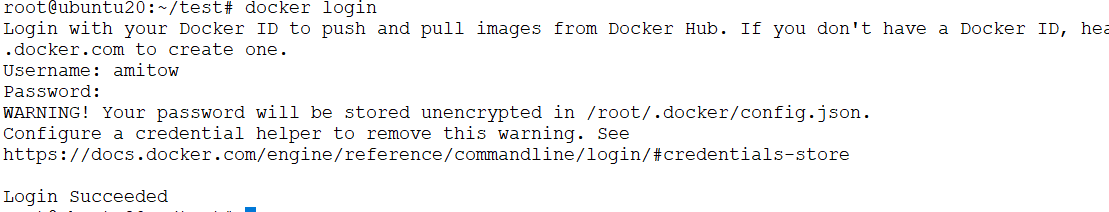 root@ubuntu20:~/test# docker login
Login with your Docker ID to push and pull images from Docker Hub. If you don't have a Docker ID, hea
.docker.com to create one.
Username: amitow
Password:
WARNING! Your password will be stored unencrypted in /root/.docker/config.json.
Configure a credential helper to remove this warning. See
https://docs.docker.com/engine/reference/commandline/login/#credentials-store
Login Succeeded